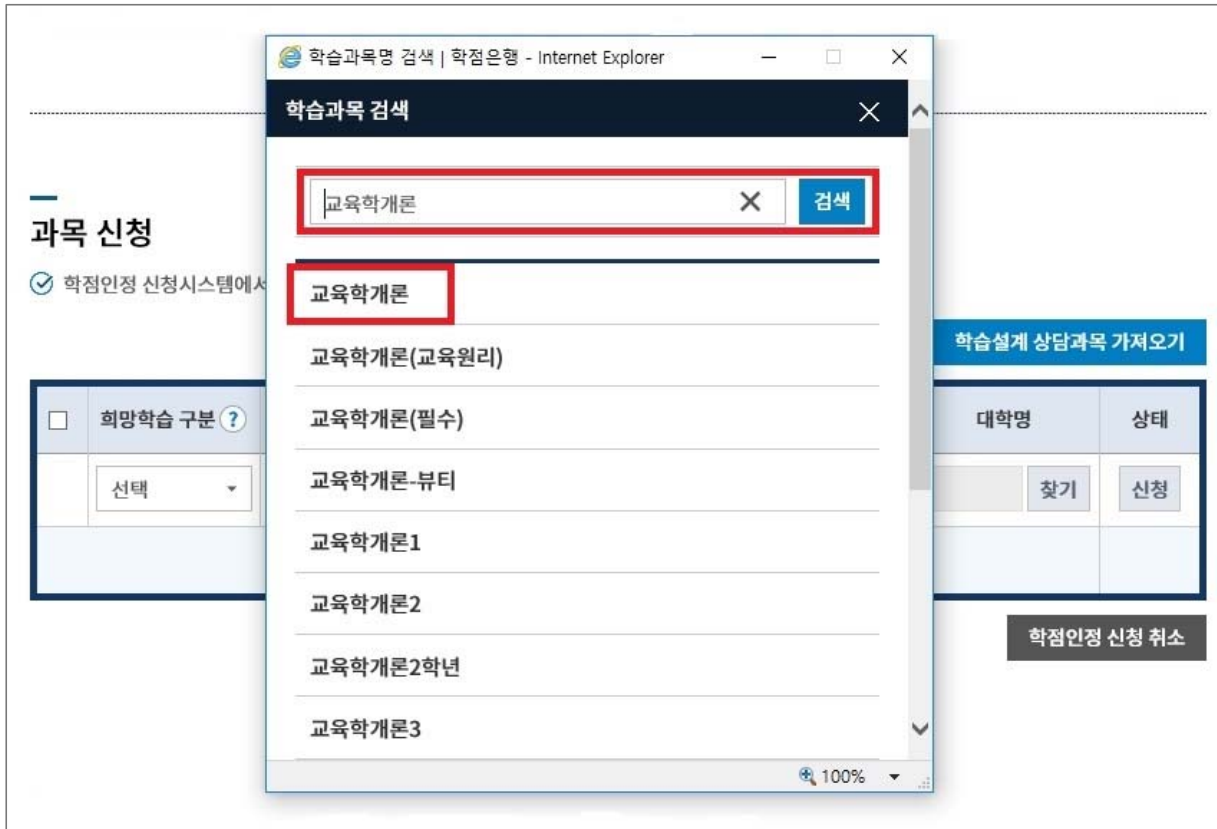 학습과목명 검색 | 학점은행 - Internet Explorer
학습과목 검색
교육학개론
검색
과목 신청
학점인정 신청시스템에서
교육학개론
교육학개론(교육원리)
학습설계 상담과목 가져오기
희망학습 구분 ?
교육학개론(필수)
대학명
상태
선택
교육학개론-뷰티
찾기
신청
교육학개론1
교육학개론2
학점인정 신청 취소
교육학개론2학년
교육학개론3
100%